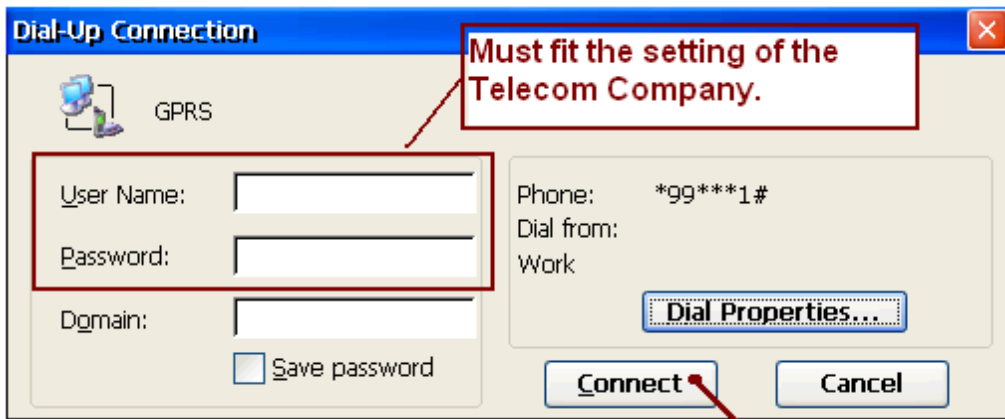 Dial-Up Connection
Must fit the setting of the
Telecom Company.
GPRS
User Name:
Password:
Domain:
Save password
Phone: *99***1#
Dial from:
Work
Dial Properties...
Connect
Cancel